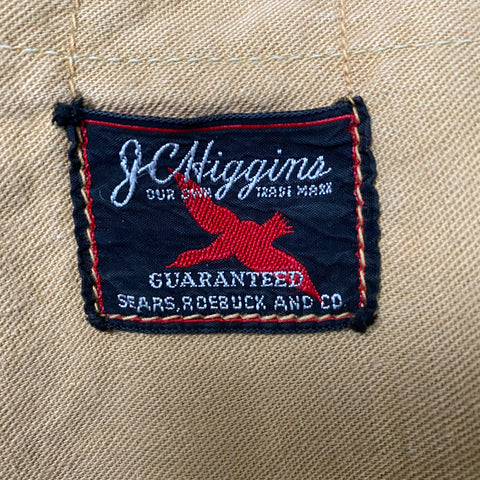 J.C. Higgins
OUR OWN TRADE MARK
GUARANTEED
SEARS, ROEBUCK AND CO.